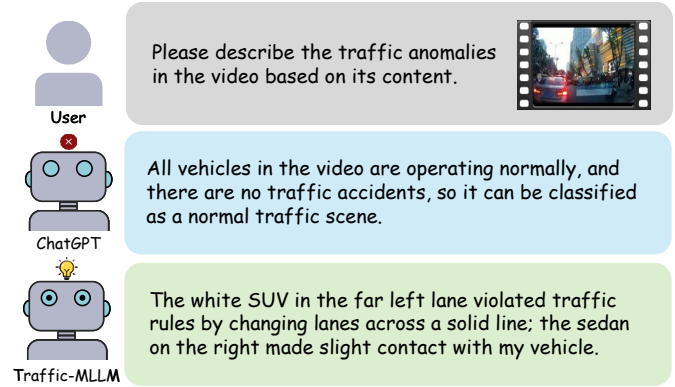 Please describe the traffic anomalies
in the video based on its content.
User
All vehicles in the video are operating normally, and
there are no traffic accidents, so it can be classified
as a normal traffic scene.
ChatGPT
The white SUV in the far left lane violated traffic
rules by changing lanes across a solid line; the sedan
on the right made slight contact with my vehicle.
Traffic-MLLM